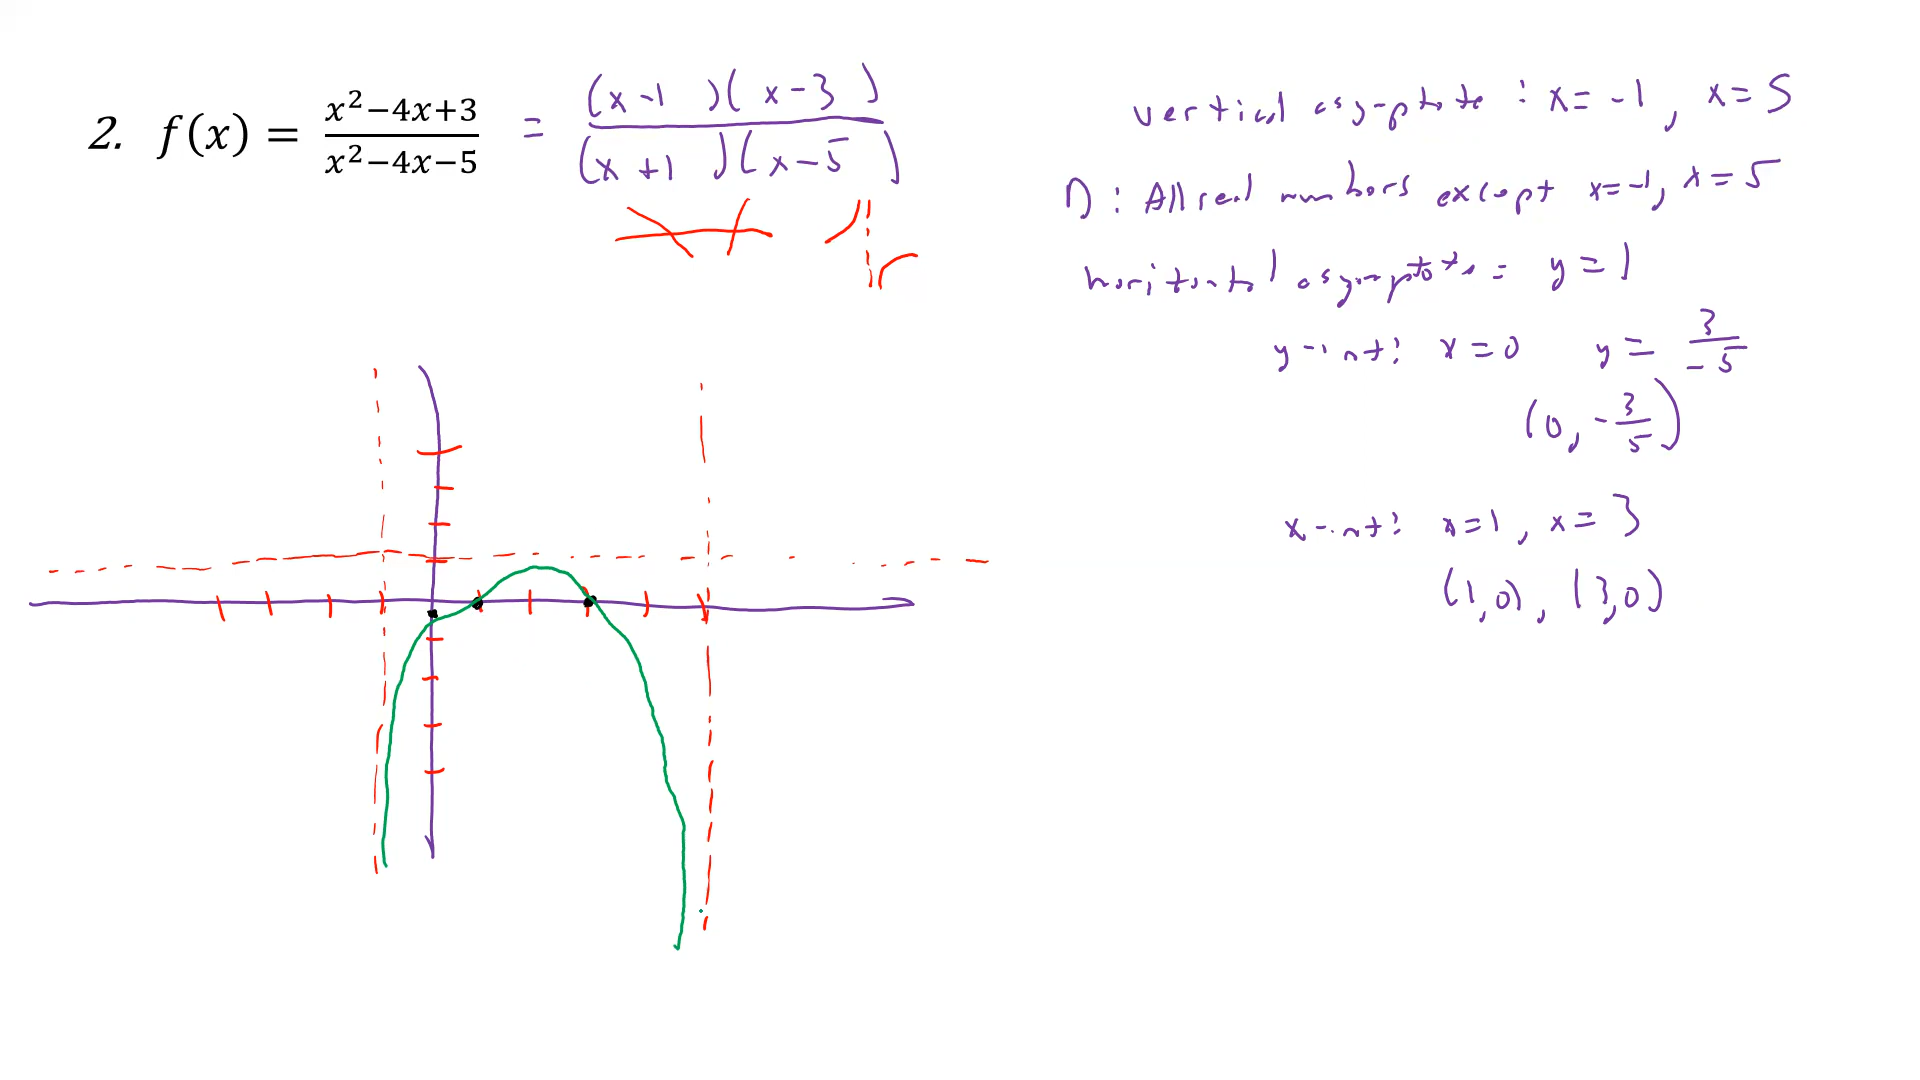 2. f(x) = x²−4x+3 / x²−4x−5 = (x-1)(x-3) / (x+1)(x-5)
vertical asymptote : x=-1, x=5
D : All real numbers except x=-1, x=5
horizontal asymptote = y=1
y-int: x=0 y= 3/-5
(0, -3/5)
x-int: x=1, x=3
(1,0), (3,0)